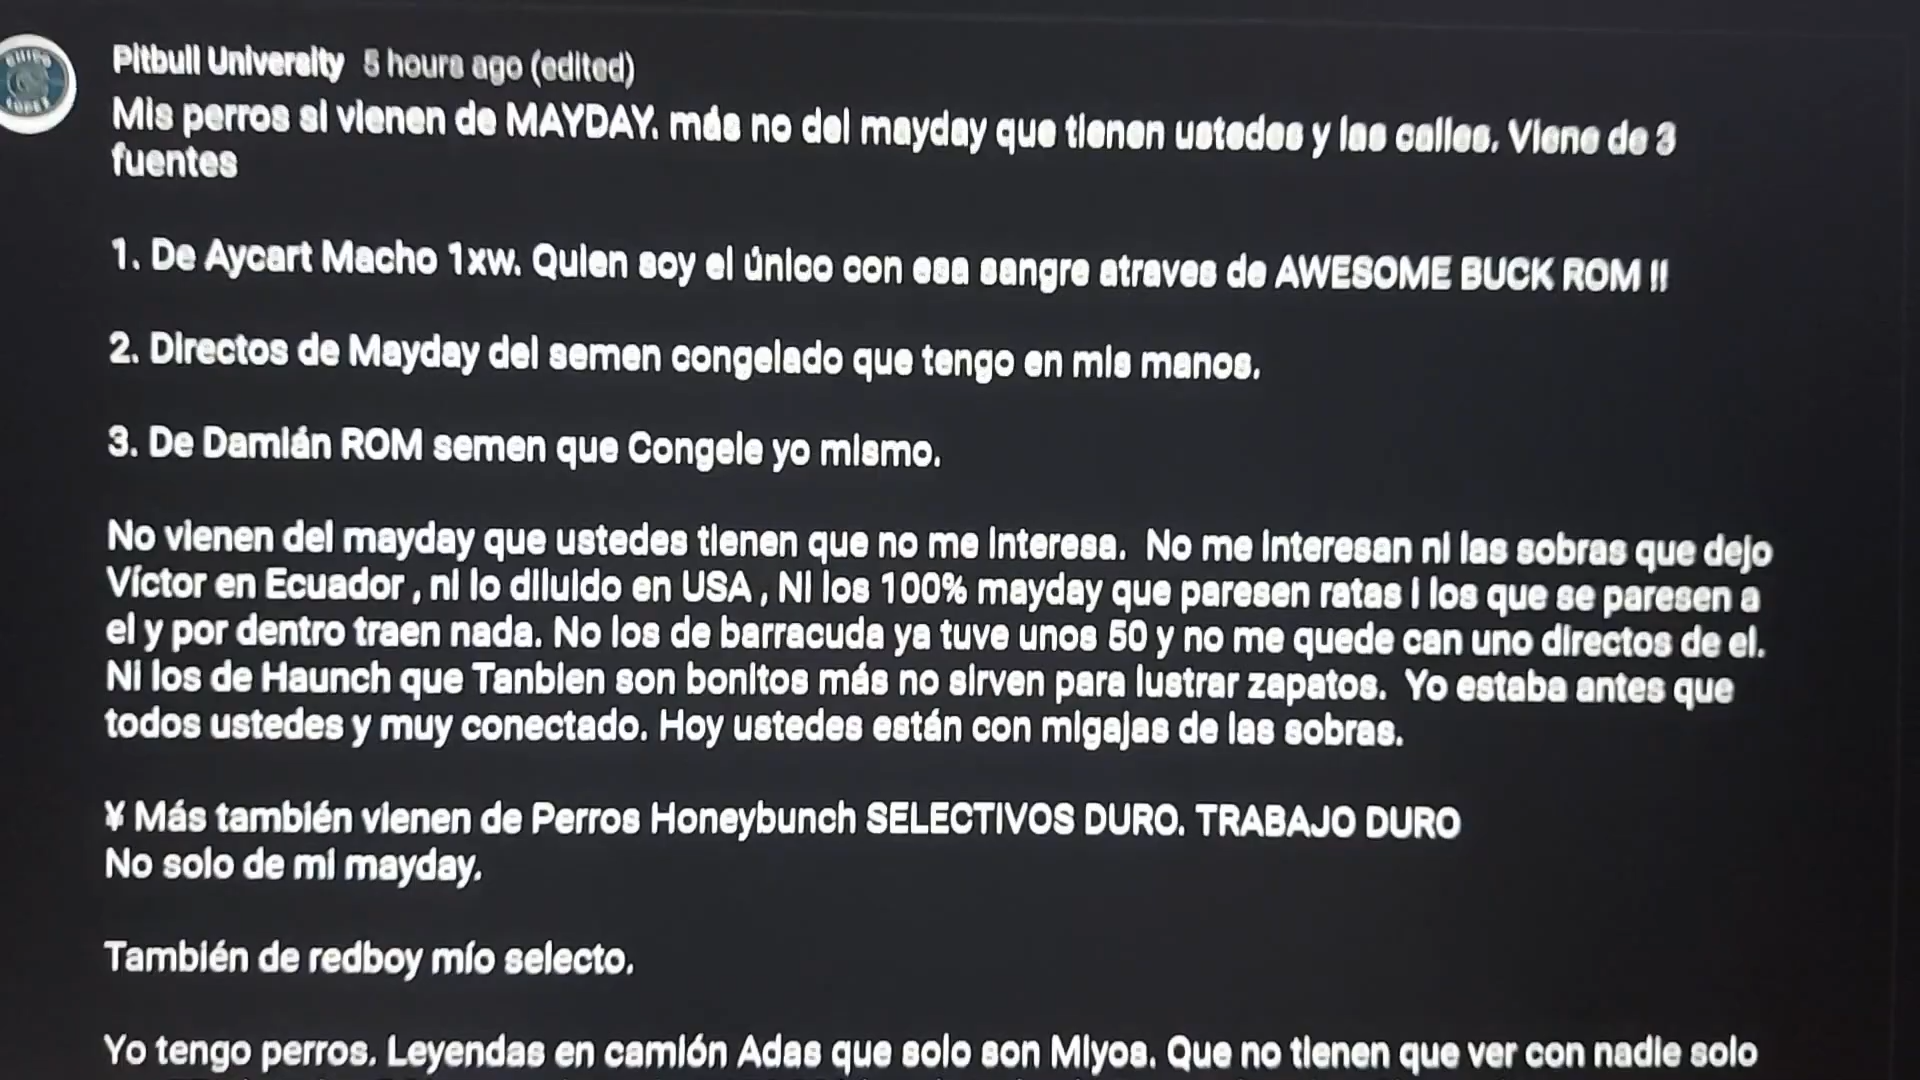 Pitbull University 5 hours ago (edited)
Mis perros si vienen de MAYDAY. más no del mayday que tienen ustedes y las calles. Viene de 3
fuentes
1. De Aycart Macho 1xw. Quien soy el único con esa sangre atraves de AWESOME BUCK ROM !!
2. Directos de Mayday del semen congelado que tengo en mis manos.
3. De Damián ROM semen que Congele yo mismo.
No vienen del mayday que ustedes tienen que no me interesa. No me interesan ni las sobras que dejo
Víctor en Ecuador , ni lo diluido en USA , Ni los 100% mayday que paresen ratas I los que se paresen a
el y por dentro traen nada. No los de barracuda ya tuve unos 50 y no me quede can uno directos de el.
Ni los de Haunch que Tanbien son bonitos más no sirven para lustrar zapatos. Yo estaba antes que
todos ustedes y muy conectado. Hoy ustedes están con migajas de las sobras.
¥ Más también vienen de Perros Honeybunch SELECTIVOS DURO. TRABAJO DURO
No solo de mi mayday.
También de redboy mío selecto.
Yo tengo perros. Leyendas en camión Adas que solo son Miyos. Que no tienen que ver con nadie solo